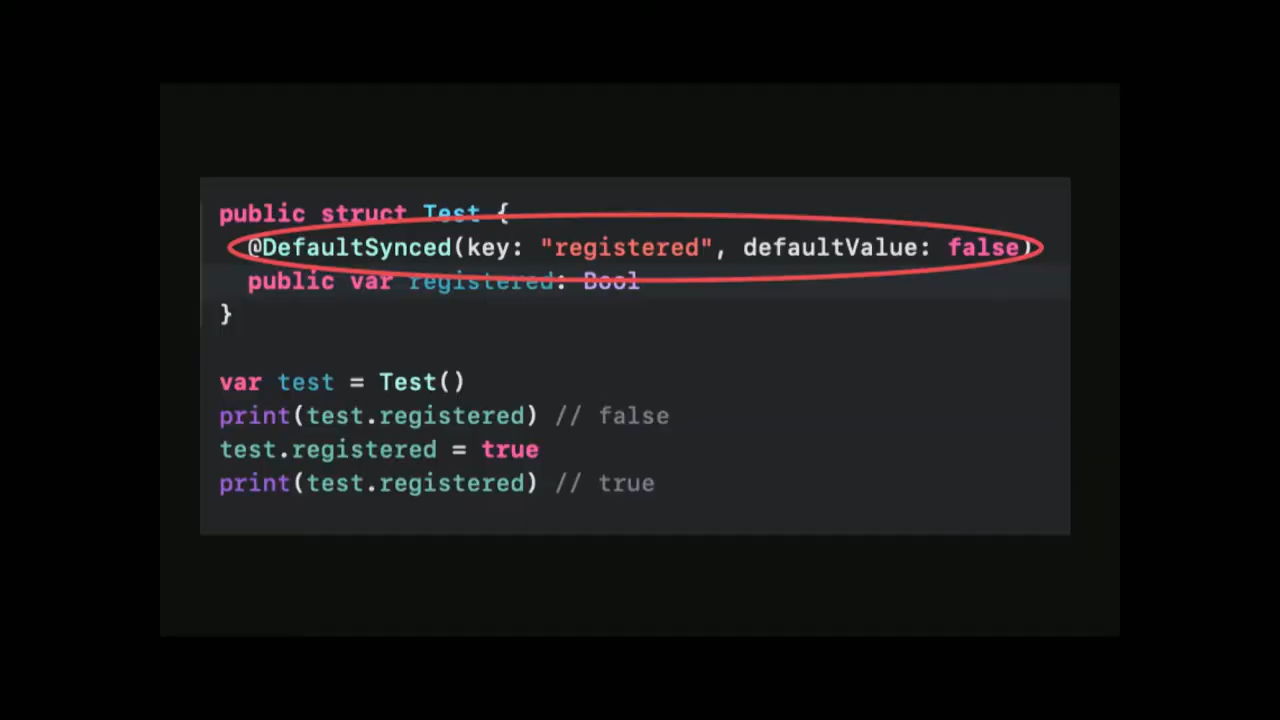 public struct Test {
@DefaultSynced(key: "registered", defaultValue: false)
public var registered: Bool
}
var test = Test()
print(test.registered) // false
test.registered = true
print(test.registered) // true